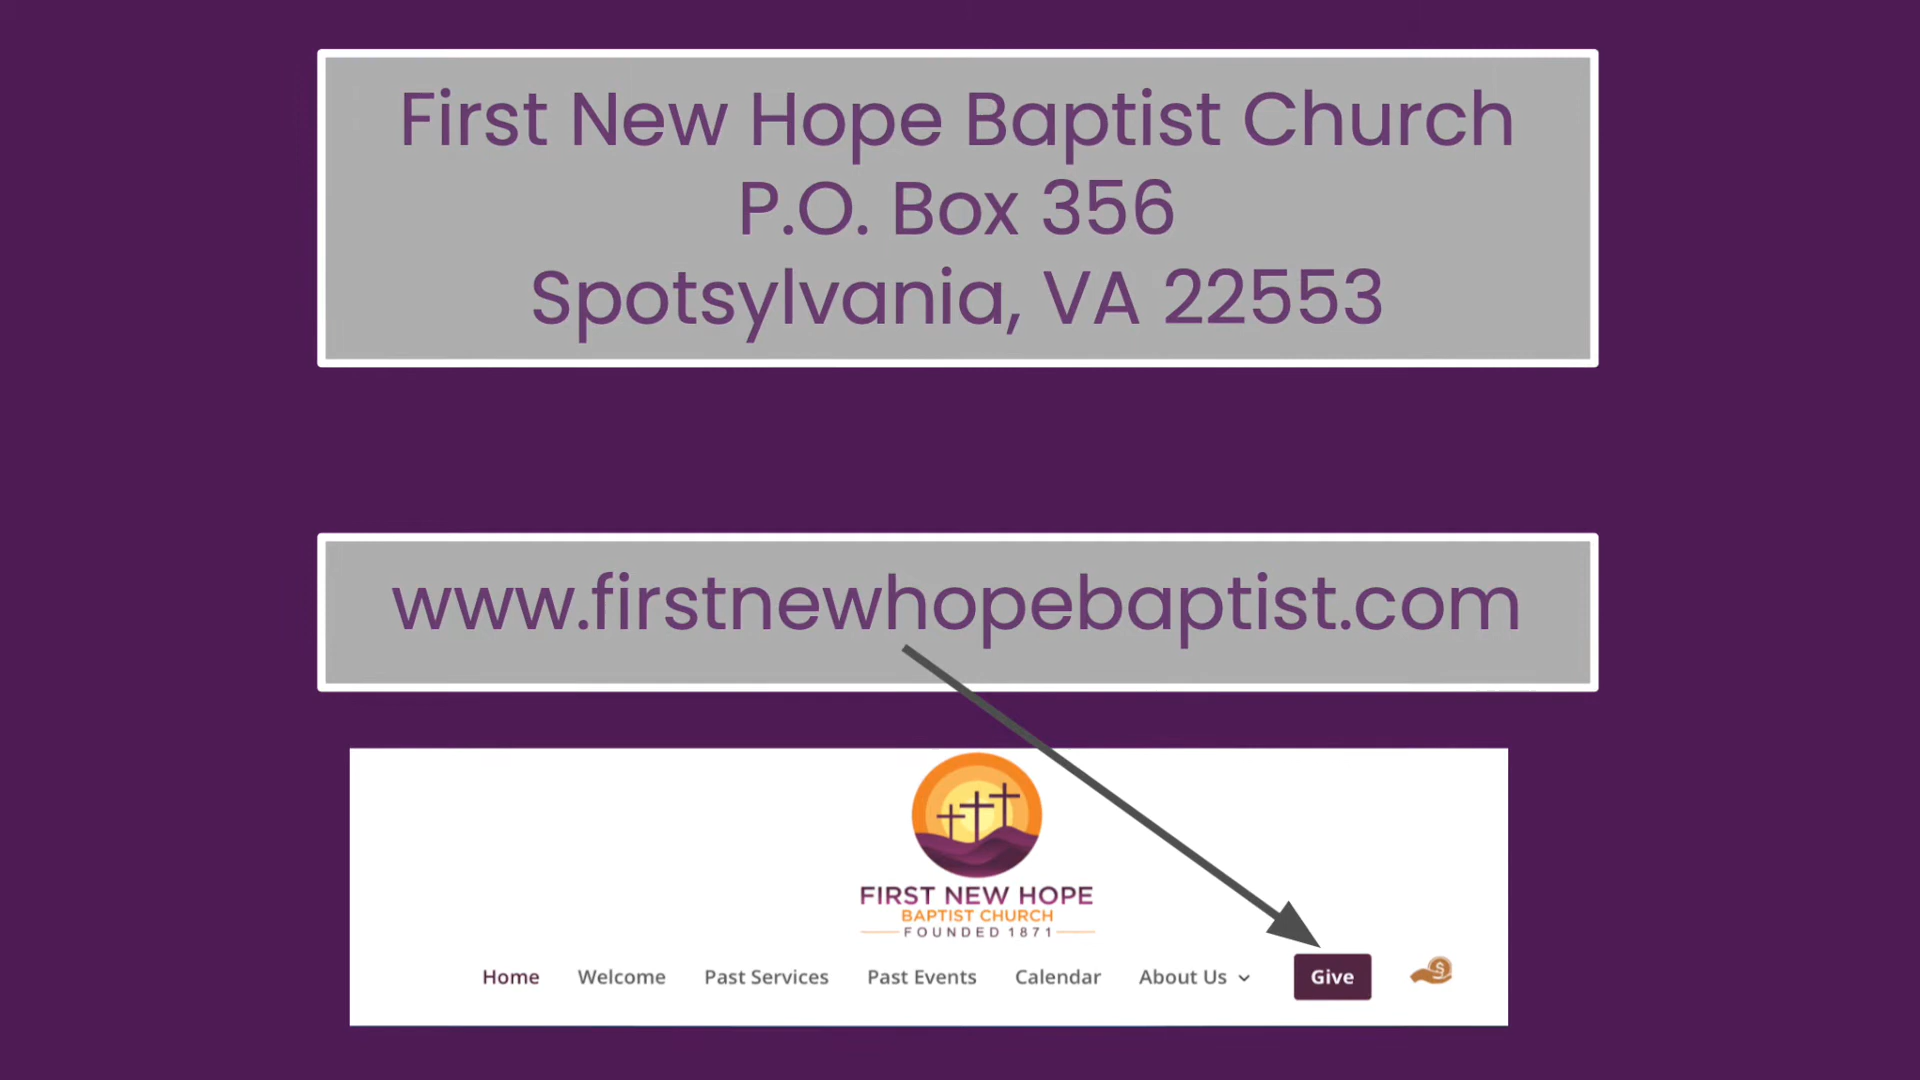 First New Hope Baptist Church
P.O. Box 356
Spotsylvania, VA 22553
www.firstnewhopebaptist.com
FIRST NEW HOPE
BAPTIST CHURCH
FOUNDED 1871
Home Welcome Past Services Past Events Calendar About Us Give